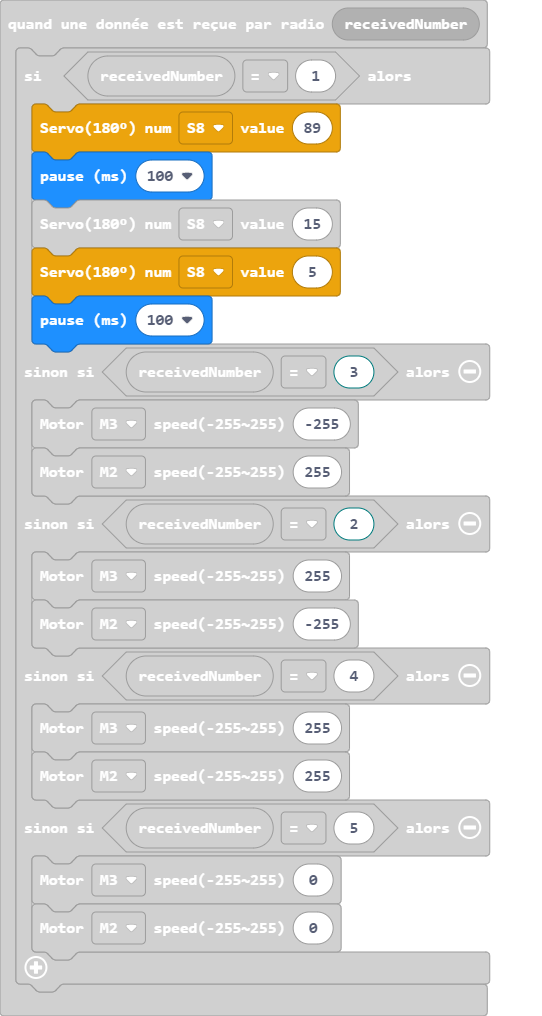 quand une donnée est reçue par radio receivedNumber
si receivedNumber = 1 alors
Servo(180°) num S8 value 89
pause (ms) 100
Servo(180°) num S8 value 15
Servo(180°) num S8 value 5
pause (ms) 100
sinon si receivedNumber = 3 alors
Motor M3 speed(-255~255) -255
Motor M2 speed(-255~255) 255
sinon si receivedNumber = 2 alors
Motor M3 speed(-255~255) 255
Motor M2 speed(-255~255) -255
sinon si receivedNumber = 4 alors
Motor M3 speed(-255~255) 255
Motor M2 speed(-255~255) 255
sinon si receivedNumber = 5 alors
Motor M3 speed(-255~255) 0
Motor M2 speed(-255~255) 0